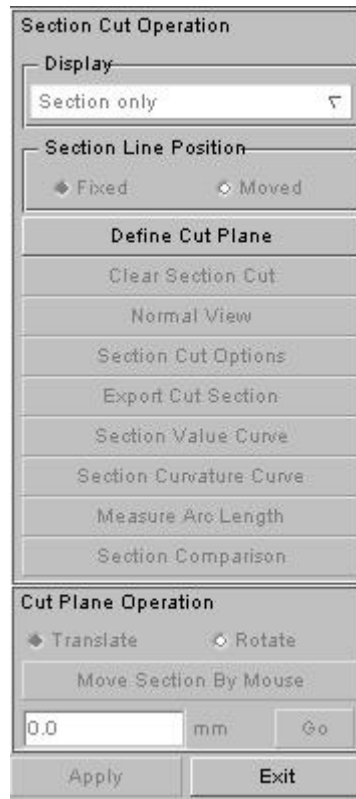 Section Cut Operation
Display
Section only
Section Line Position
Fixed Moved
Define Cut Plane
Clear Section Cut
Normal View
Section Cut Options
Export Cut Section
Section Value Curve
Section Curvature Curve
Measure Arc Length
Section Comparison
Cut Plane Operation
Translate Rotate
Move Section By Mouse
0.0 mm Go
Apply Exit